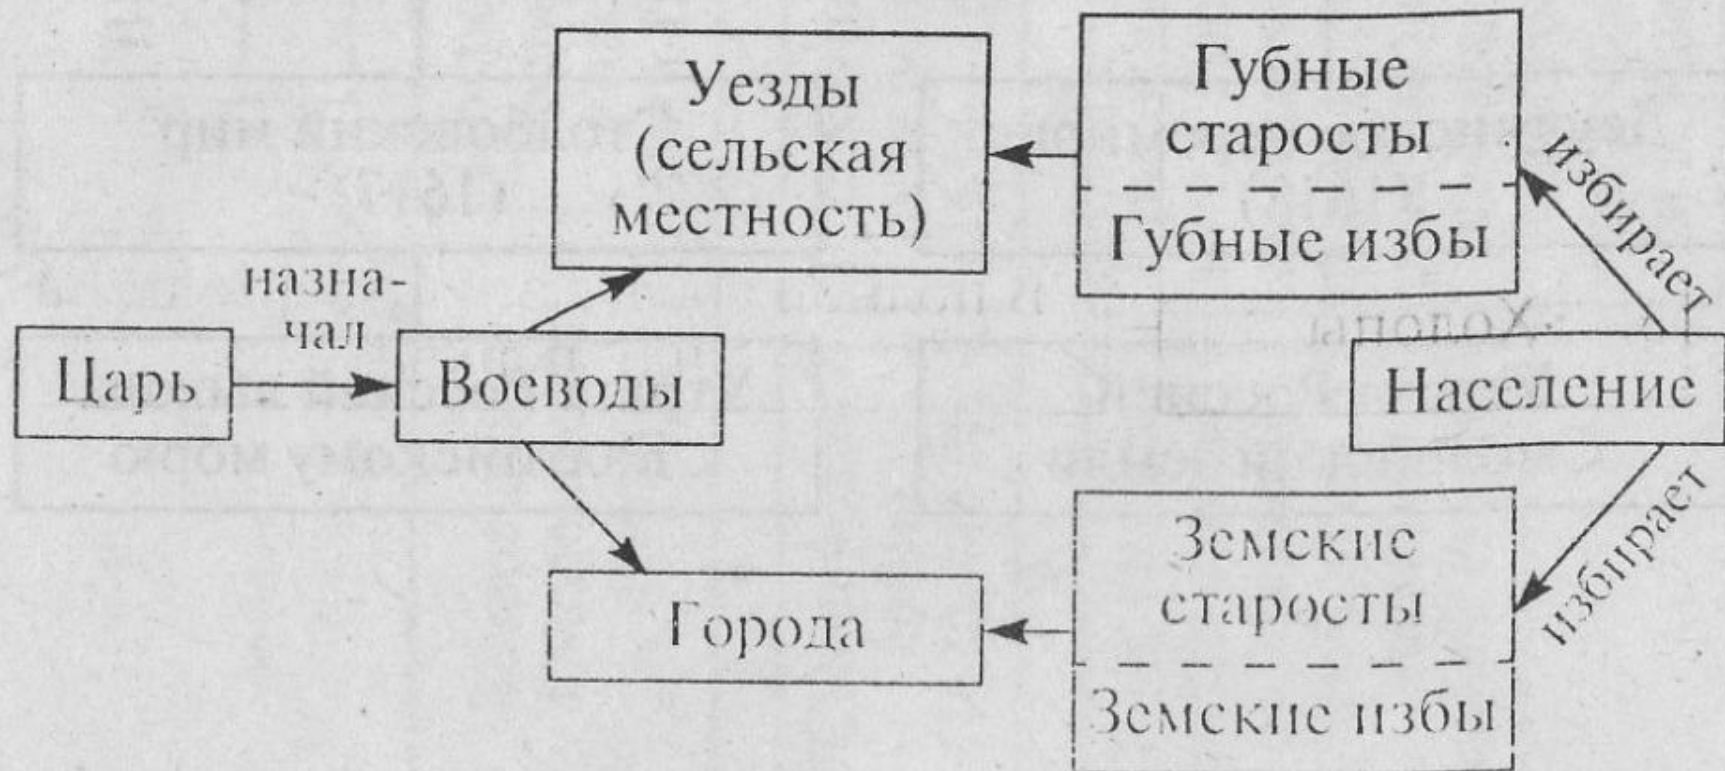 Уезды
(сельская
местность)
Губные
старосты
Губные избы
избирает
назна-
чал
Царь
Воеводы
Население
Города
Земские
старосты
Земские избы
избирает
Холопы